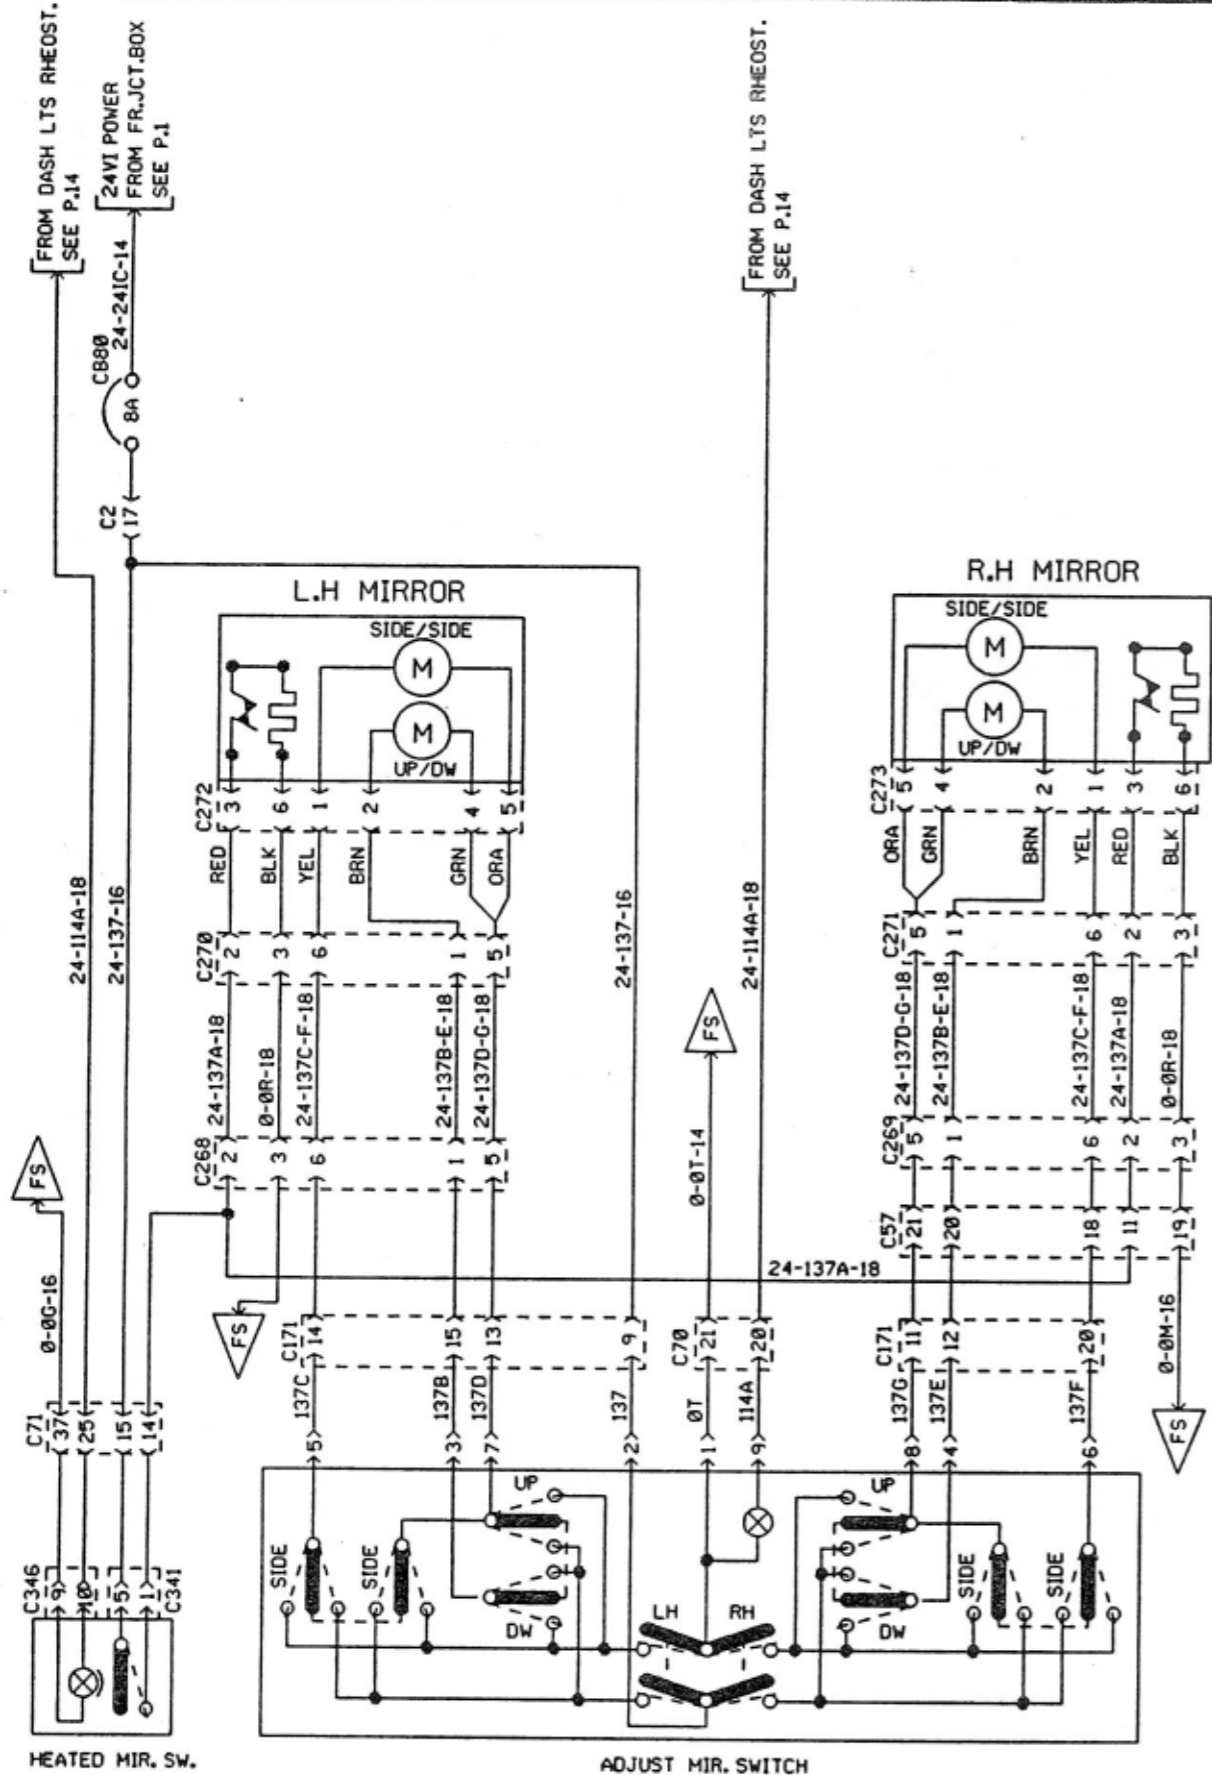 FROM DASH LTS RHEOST.
SEE P.14
24VI POWER
FROM FR.JCT.BOX
SEE P.1
24-24IC-14
CB80
8A
C2
17
FROM DASH LTS RHEOST.
SEE P.14
L.H MIRROR
SIDE/SIDE
M
M
UP/DW
C272
3
6
1
2
4
5
RED
BLK
YEL
BRN
GRN
ORA
R.H MIRROR
SIDE/SIDE
M
M
UP/DW
C273
5
4
2
1
3
6
ORA
GRN
BRN
YEL
RED
BLK
24-114A-18
24-137-16
24-137-16
24-114A-18
C270
2
3
6
1
5
C271
5
1
6
2
3
24-137A-18
0-0R-18
24-137C-F-18
24-137B-E-18
24-137D-G-18
FS
24-137D-G-18
24-137B-E-18
24-137C-F-18
24-137A-18
0-0R-18
FS
C268
2
3
6
1
5
0-0T-14
C269
5
1
6
2
3
C57
21
20
18
11
19
24-137A-18
0-0G-16
FS
C171
14
15
13
9
C70
21
20
C171
11
12
20
0-0M-16
FS
C71
37
25
15
14
137C
137B
137D
137
0T
114A
137G
137E
137F
5
3
7
2
1
9
8
4
6
C346
9
10
5
1
C341
SIDE
SIDE
UP
DW
LH
RH
UP
DW
SIDE
SIDE
HEATED MIR. SW.
ADJUST MIR. SWITCH